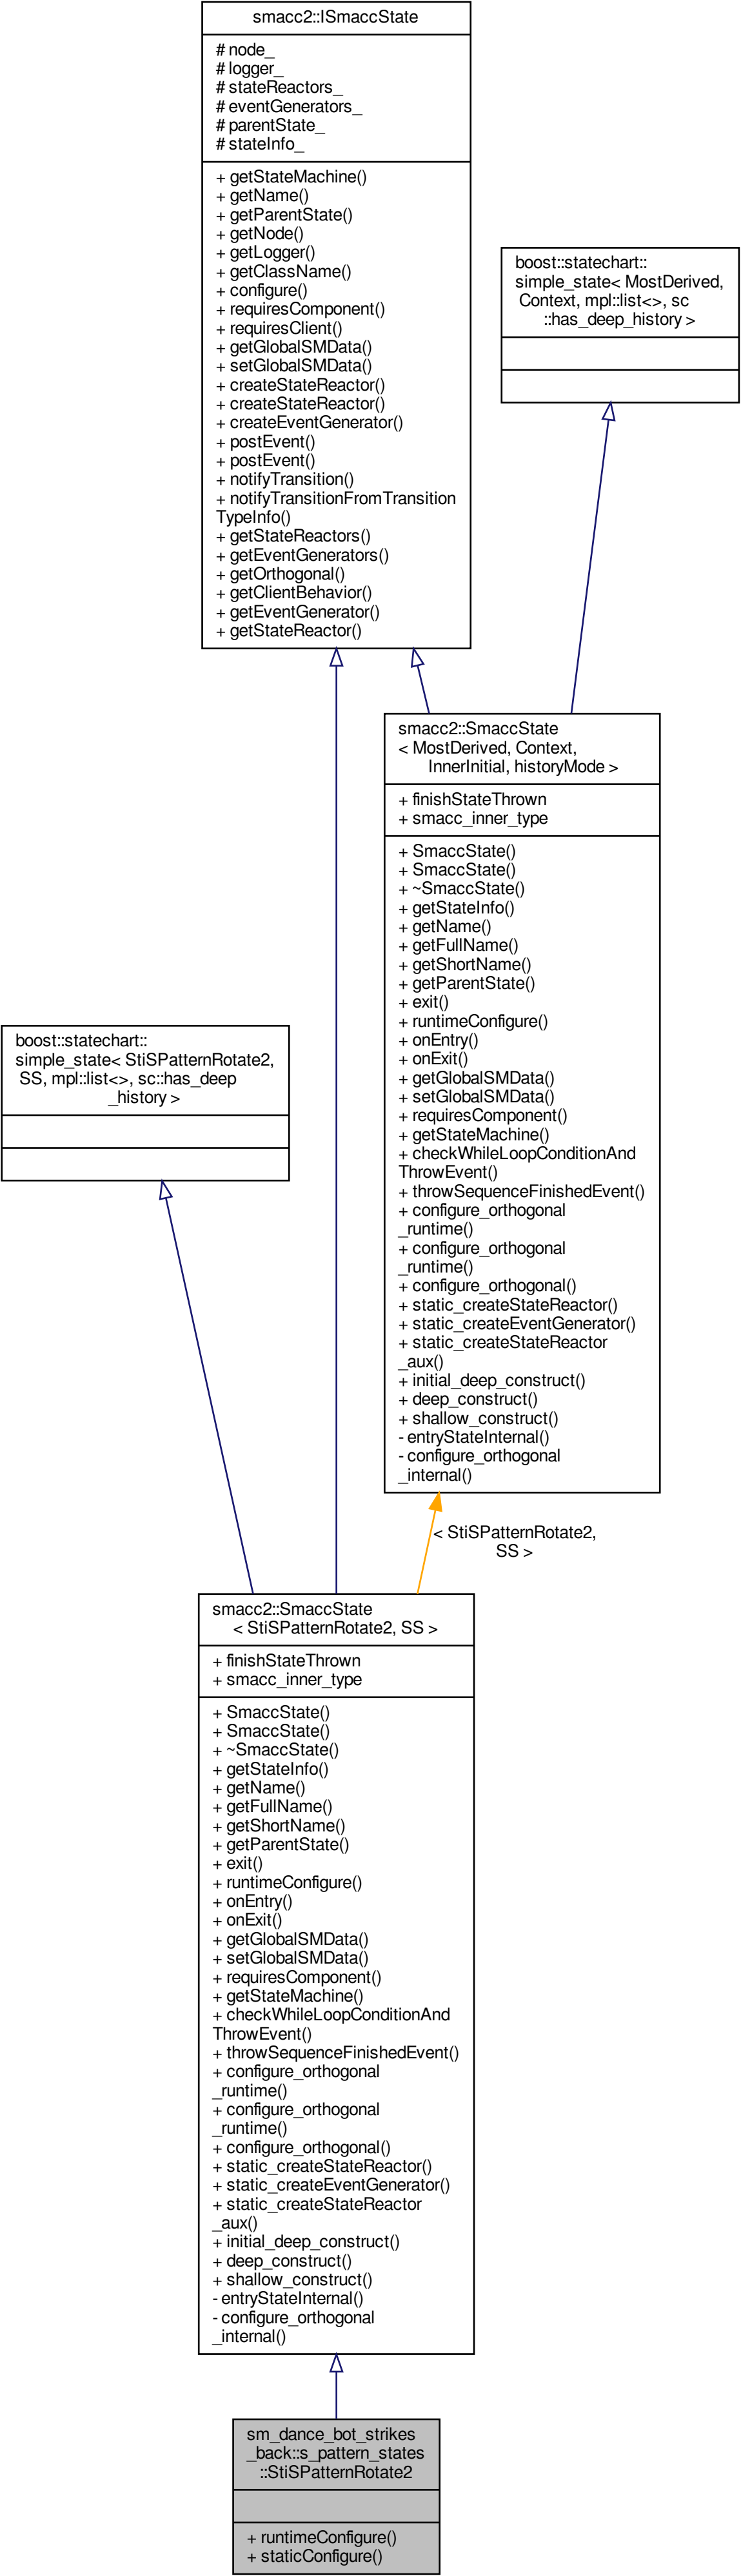 smacc2::ISmaccState
# node_
# logger_
# stateReactors_
# eventGenerators_
# parentState_
# stateInfo_
+ getStateMachine()
+ getName()
+ getParentState()
+ getNode()
+ getLogger()
+ getClassName()
+ configure()
+ requiresComponent()
+ requiresClient()
+ getGlobalSMData()
+ setGlobalSMData()
+ createStateReactor()
+ createStateReactor()
+ createEventGenerator()
+ postEvent()
+ postEvent()
+ notifyTransition()
+ notifyTransitionFromTransition
TypeInfo()
+ getStateReactors()
+ getEventGenerators()
+ getOrthogonal()
+ getClientBehavior()
+ getEventGenerator()
+ getStateReactor()
boost::statechart::
simple_state< MostDerived,
Context, mpl::list<>, sc
::has_deep_history >
smacc2::SmaccState
< MostDerived, Context,
InnerInitial, historyMode >
+ finishStateThrown
+ smacc_inner_type
+ SmaccState()
+ SmaccState()
+ ~SmaccState()
+ getStateInfo()
+ getName()
+ getFullName()
+ getShortName()
+ getParentState()
+ exit()
+ runtimeConfigure()
+ onEntry()
+ onExit()
+ getGlobalSMData()
+ setGlobalSMData()
+ requiresComponent()
+ getStateMachine()
+ checkWhileLoopConditionAnd
ThrowEvent()
+ throwSequenceFinishedEvent()
+ configure_orthogonal
_runtime()
+ configure_orthogonal
_runtime()
+ configure_orthogonal()
+ static_createStateReactor()
+ static_createEventGenerator()
+ static_createStateReactor
_aux()
+ initial_deep_construct()
+ deep_construct()
+ shallow_construct()
- entryStateInternal()
- configure_orthogonal
_internal()
boost::statechart::
simple_state< StiSPatternRotate2,
SS, mpl::list<>, sc::has_deep
_history >
< StiSPatternRotate2,
SS >
smacc2::SmaccState
< StiSPatternRotate2, SS >
+ finishStateThrown
+ smacc_inner_type
+ SmaccState()
+ SmaccState()
+ ~SmaccState()
+ getStateInfo()
+ getName()
+ getFullName()
+ getShortName()
+ getParentState()
+ exit()
+ runtimeConfigure()
+ onEntry()
+ onExit()
+ getGlobalSMData()
+ setGlobalSMData()
+ requiresComponent()
+ getStateMachine()
+ checkWhileLoopConditionAnd
ThrowEvent()
+ throwSequenceFinishedEvent()
+ configure_orthogonal
_runtime()
+ configure_orthogonal
_runtime()
+ configure_orthogonal()
+ static_createStateReactor()
+ static_createEventGenerator()
+ static_createStateReactor
_aux()
+ initial_deep_construct()
+ deep_construct()
+ shallow_construct()
- entryStateInternal()
- configure_orthogonal
_internal()
sm_dance_bot_strikes
_back::s_pattern_states
::StiSPatternRotate2
+ runtimeConfigure()
+ staticConfigure()